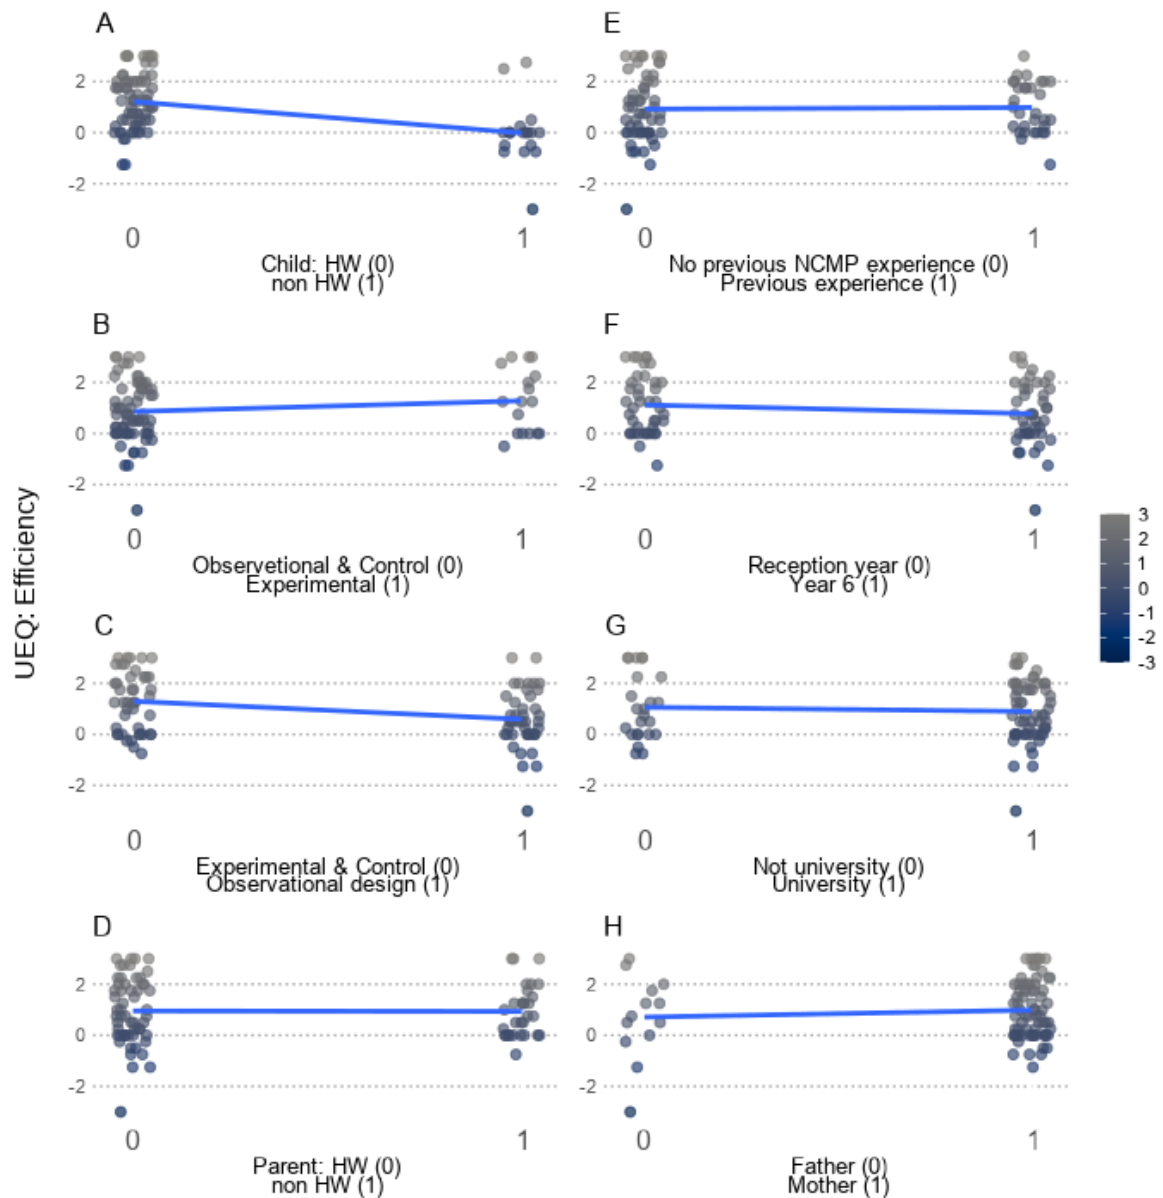 UEQ: Efficiency
A
2
0
-2
0 1
Child: HW (0)
non HW (1)
E
2
0
-2
0 1
No previous NCMP experience (0)
Previous experience (1)
B
2
0
-2
0 1
Observetional & Control (0)
Experimental (1)
F
2
0
-2
0 1
Reception year (0)
Year 6 (1)
C
2
0
-2
0 1
Experimental & Control (0)
Observational design (1)
G
2
0
-2
0 1
Not university (0)
University (1)
D
2
0
-2
0 1
Parent: HW (0)
non HW (1)
H
2
0
-2
0 1
Father (0)
Mother (1)
3
2
1
0
-1
-2
-3